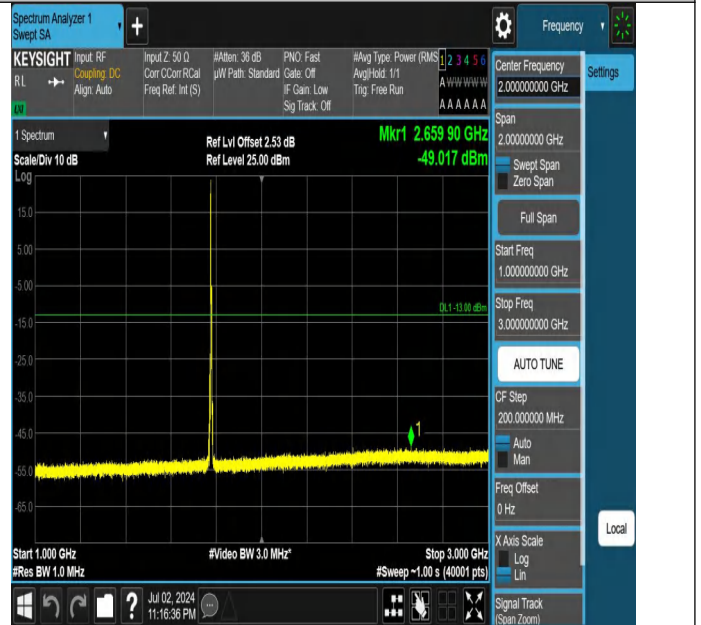 Spectrum Analyzer 1
Swept SA
+
Frequency
KEYSIGHT
Input: RF
Coupling: DC
Align: Auto
Input Z: 50 Ω
Corr CCorr RCal
Freq Ref: Int (S)
#Atten: 36 dB
µW Path: Standard
PNO: Fast
Gate: Off
IF Gain: Low
Sig Track: Off
#Avg Type: Power (RMS
Avg|Hold: 1/1
Trig: Free Run
1 2 3 4 5 6
A W W W W W
A A A A A A
R L
LXI
Center Frequency
2.000000000 GHz
Settings
Span
2.00000000 GHz
Swept Span
Zero Span
Full Span
Start Freq
1.000000000 GHz
Stop Freq
3.000000000 GHz
AUTO TUNE
CF Step
200.000000 MHz
Auto
Man
Freq Offset
0 Hz
X Axis Scale
Log
Lin
Signal Track
(Span Zoom)
Local
1 Spectrum
Scale/Div 10 dB
Log
Ref Lvl Offset 2.53 dB
Ref Level 25.00 dBm
Mkr1 2.659 90 GHz
-49.017 dBm
15.0
5.00
-5.00
DL1 -13.00 dBm
-15.0
-25.0
-35.0
-45.0
1
-55.0
-65.0
Start 1.000 GHz
#Res BW 1.0 MHz
#Video BW 3.0 MHz*
Stop 3.000 GHz
#Sweep ~1.00 s (40001 pts)
?
Jul 02, 2024
11:16:36 PM